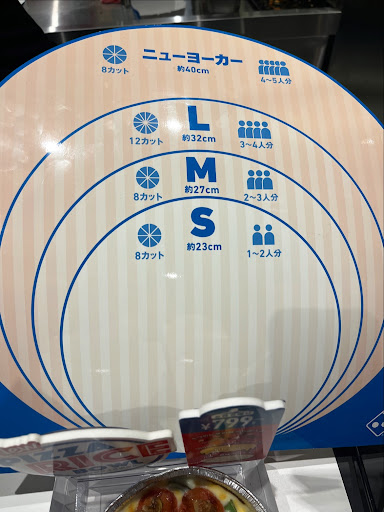 ニューヨーカー
8カット 約40cm 4~5人分
L
12カット 約32cm 3~4人分
M
8カット 約27cm 2~3人分
S
8カット 約23cm 1~2人分
¥799
PIZZA
RICE